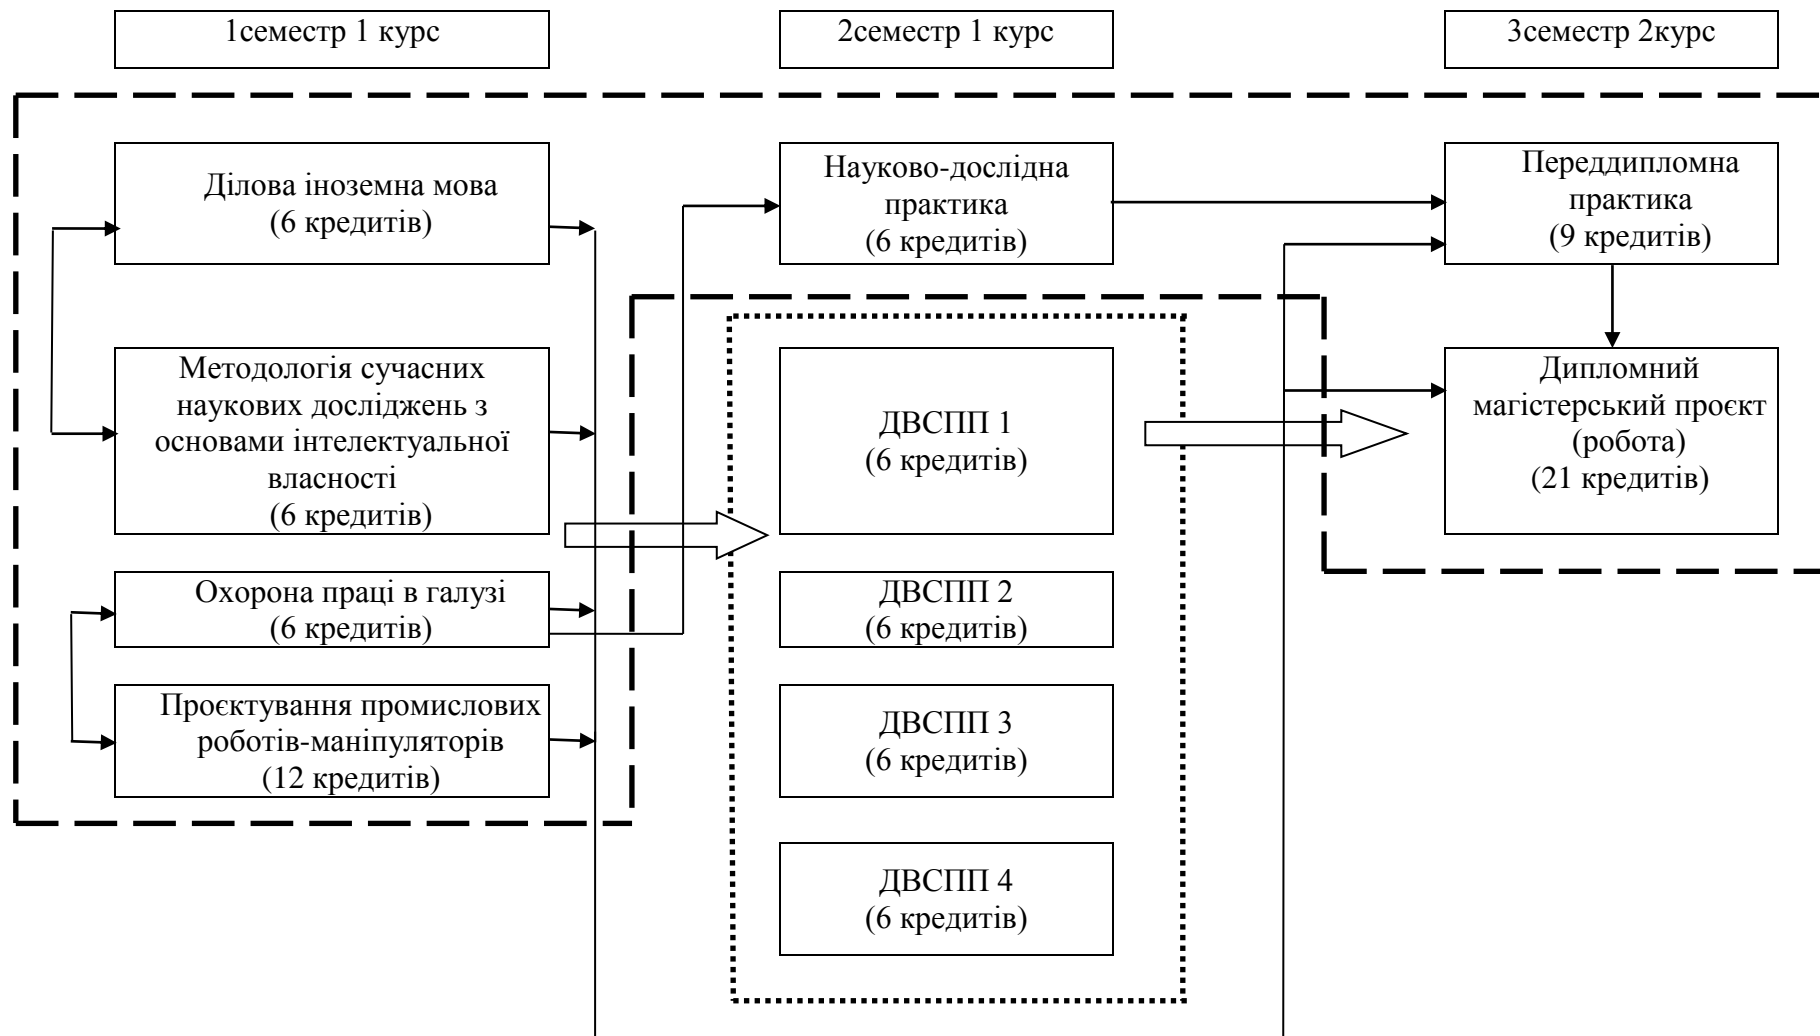 1семестр 1 курс
2семестр 1 курс
3семестр 2курс
Ділова іноземна мова
(6 кредитів)
Науково-дослідна
практика
(6 кредитів)
Переддипломна
практика
(9 кредитів)
Методологія сучасних
наукових досліджень з
основами інтелектуальної
власності
(6 кредитів)
ДВСПП 1
(6 кредитів)
Дипломний
магістерський проєкт
(робота)
(21 кредитів)
Охорона праці в галузі
(6 кредитів)
ДВСПП 2
(6 кредитів)
Проєктування промислових
роботів-маніпуляторів
(12 кредитів)
ДВСПП 3
(6 кредитів)
ДВСПП 4
(6 кредитів)